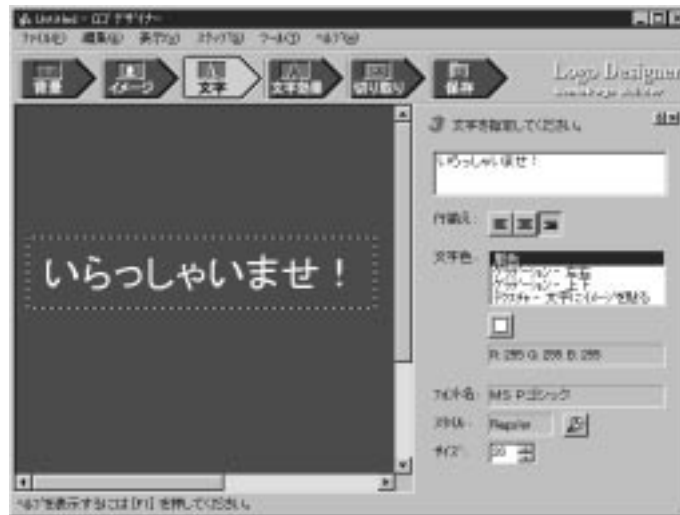 Untitled - ロゴ デザイナー
ファイル(F) 編集(E) 表示(V) ステップ(S) ツール(T) ヘルプ(H)
背景 イメージ 文字 文字効果 切り取り 保存
Logo Designer
3 文字を指定してください。
いらっしゃいませ！
行揃え:
文字色:
単色
グラデーション - 左右
グラデーション - 上下
テクスチャ - 文字にイメージを貼る
いらっしゃいませ！
R: 255 G: 255 B: 255
フォント名: MS Pゴシック
スタイル: Regular
サイズ:
ヘルプを表示するには [F1] を押してください。